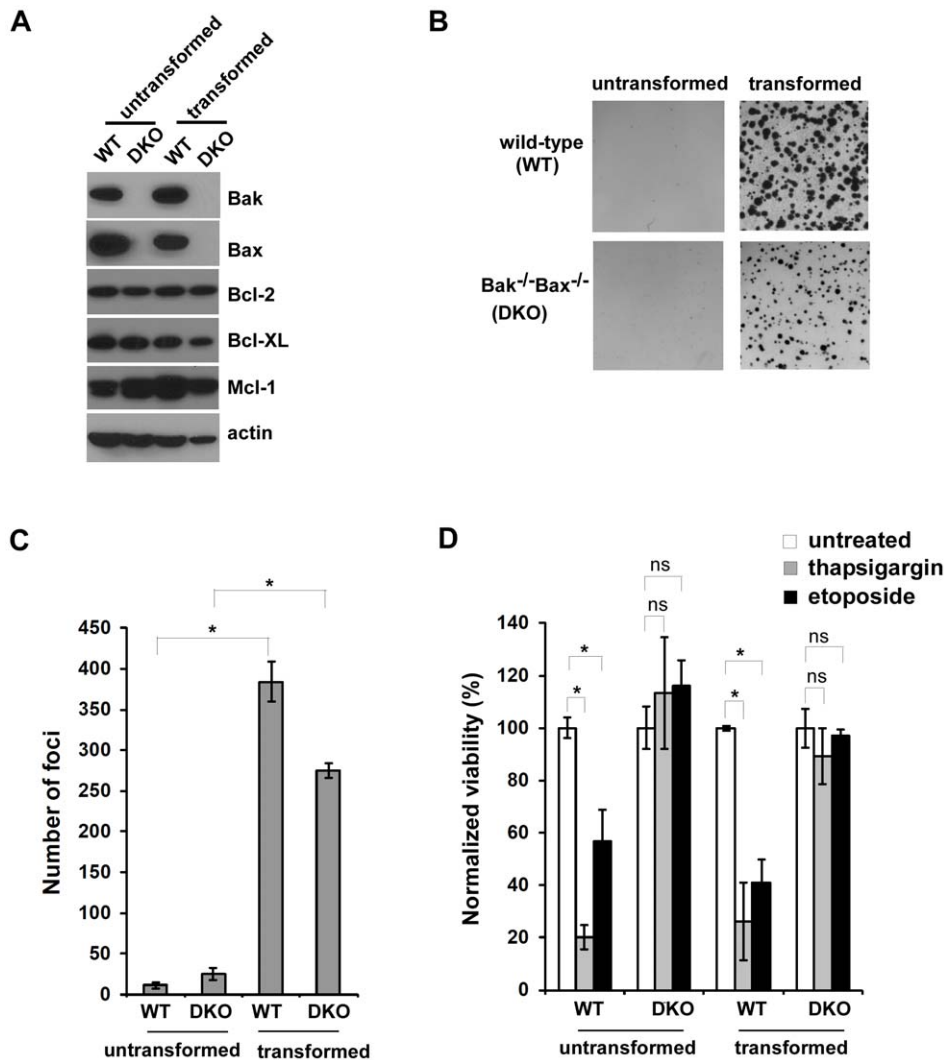 A
untransformed
transformed
WT
DKO
WT
DKO
Bak
Bax
Bcl-2
Bcl-XL
Mcl-1
actin
B
untransformed transformed
wild-type
(WT)
Bak-/-Bax-/-
(DKO)
C
*
*
Number of foci
450
400
350
300
250
200
150
100
50
0
WT DKO WT DKO
untransformed transformed
D
untreated
thapsigargin
etoposide
ns
ns
*
*
*
*
ns
ns
Normalized viability (%)
140
120
100
80
60
40
20
0
WT DKO WT DKO
untransformed transformed